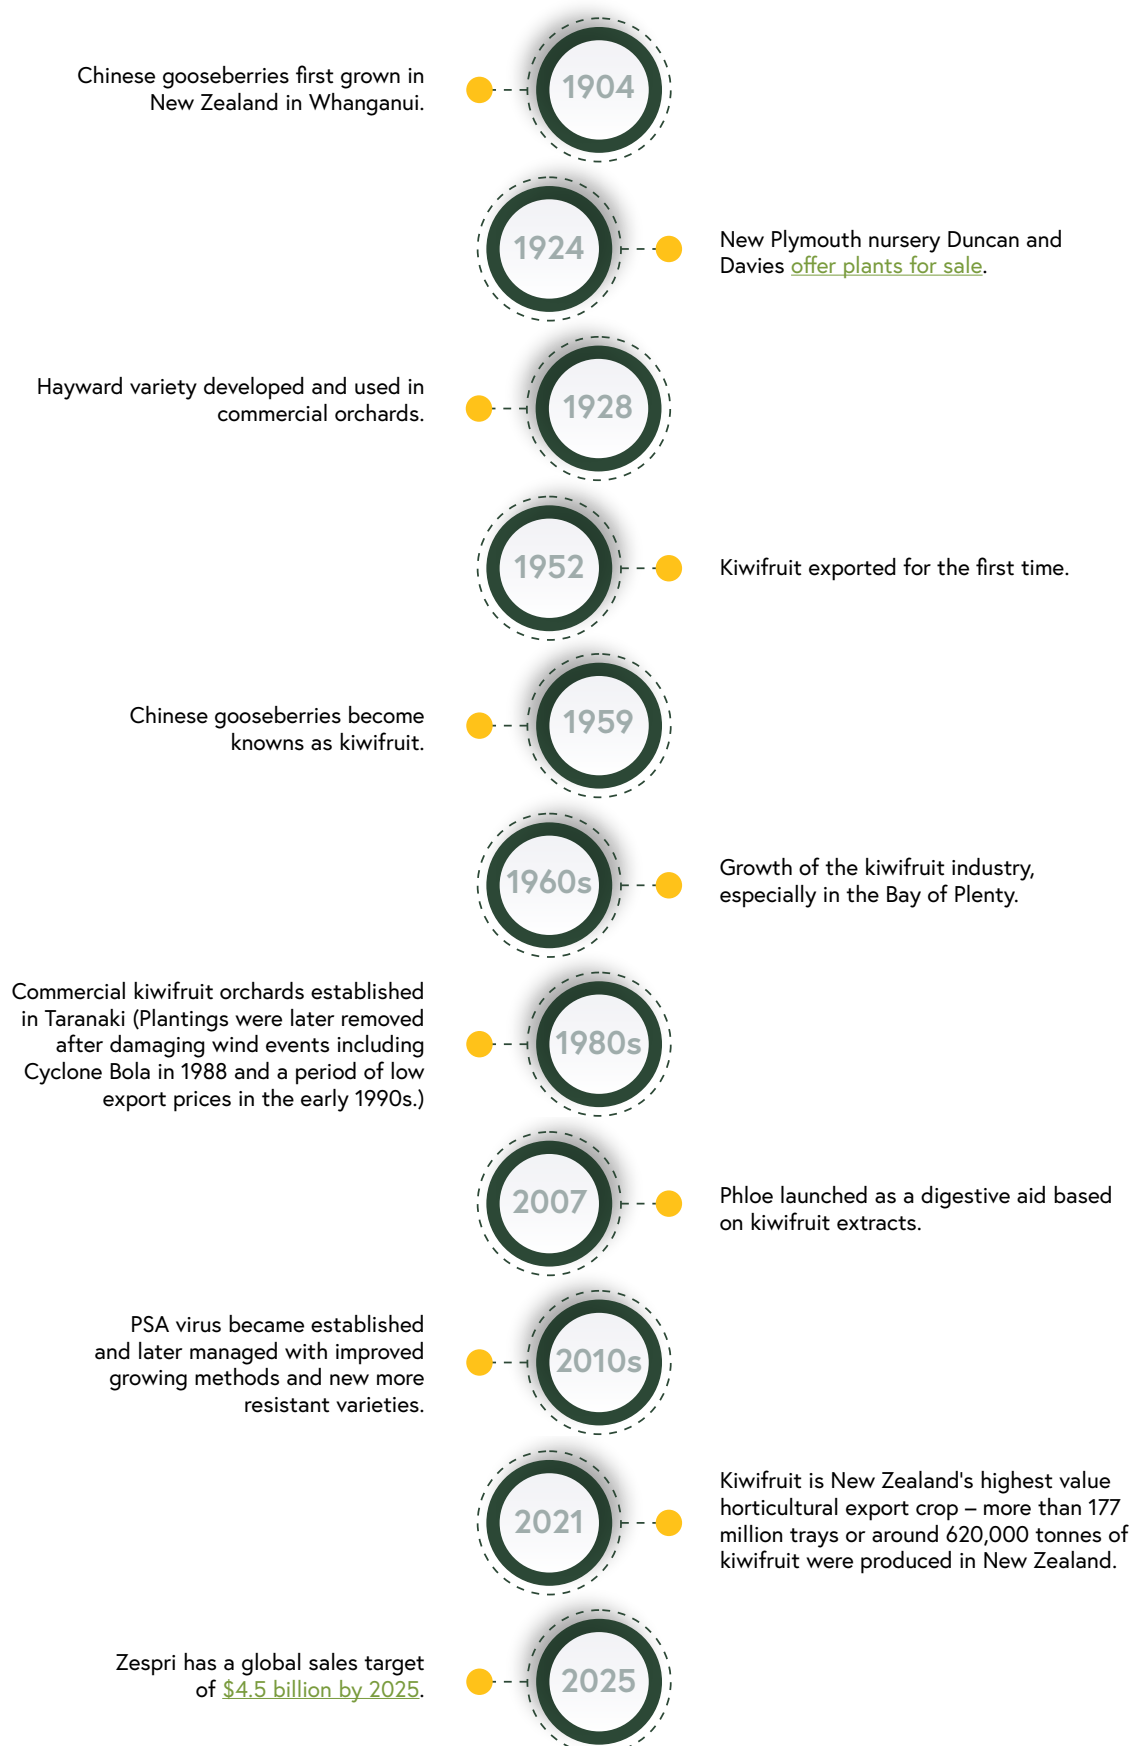 1904
Chinese gooseberries first grown in
New Zealand in Whanganui.
1924
New Plymouth nursery Duncan and
Davies offer plants for sale.
1928
Hayward variety developed and used in
commercial orchards.
1952
Kiwifruit exported for the first time.
1959
Chinese gooseberries become
knowns as kiwifruit.
1960s
Growth of the kiwifruit industry,
especially in the Bay of Plenty.
1980s
Commercial kiwifruit orchards established
in Taranaki (Plantings were later removed
after damaging wind events including
Cyclone Bola in 1988 and a period of low
export prices in the early 1990s.)
2007
Phloe launched as a digestive aid based
on kiwifruit extracts.
2010s
PSA virus became established
and later managed with improved
growing methods and new more
resistant varieties.
2021
Kiwifruit is New Zealand's highest value
horticultural export crop – more than 177
million trays or around 620,000 tonnes of
kiwifruit were produced in New Zealand.
2025
Zespri has a global sales target
of $4.5 billion by 2025.